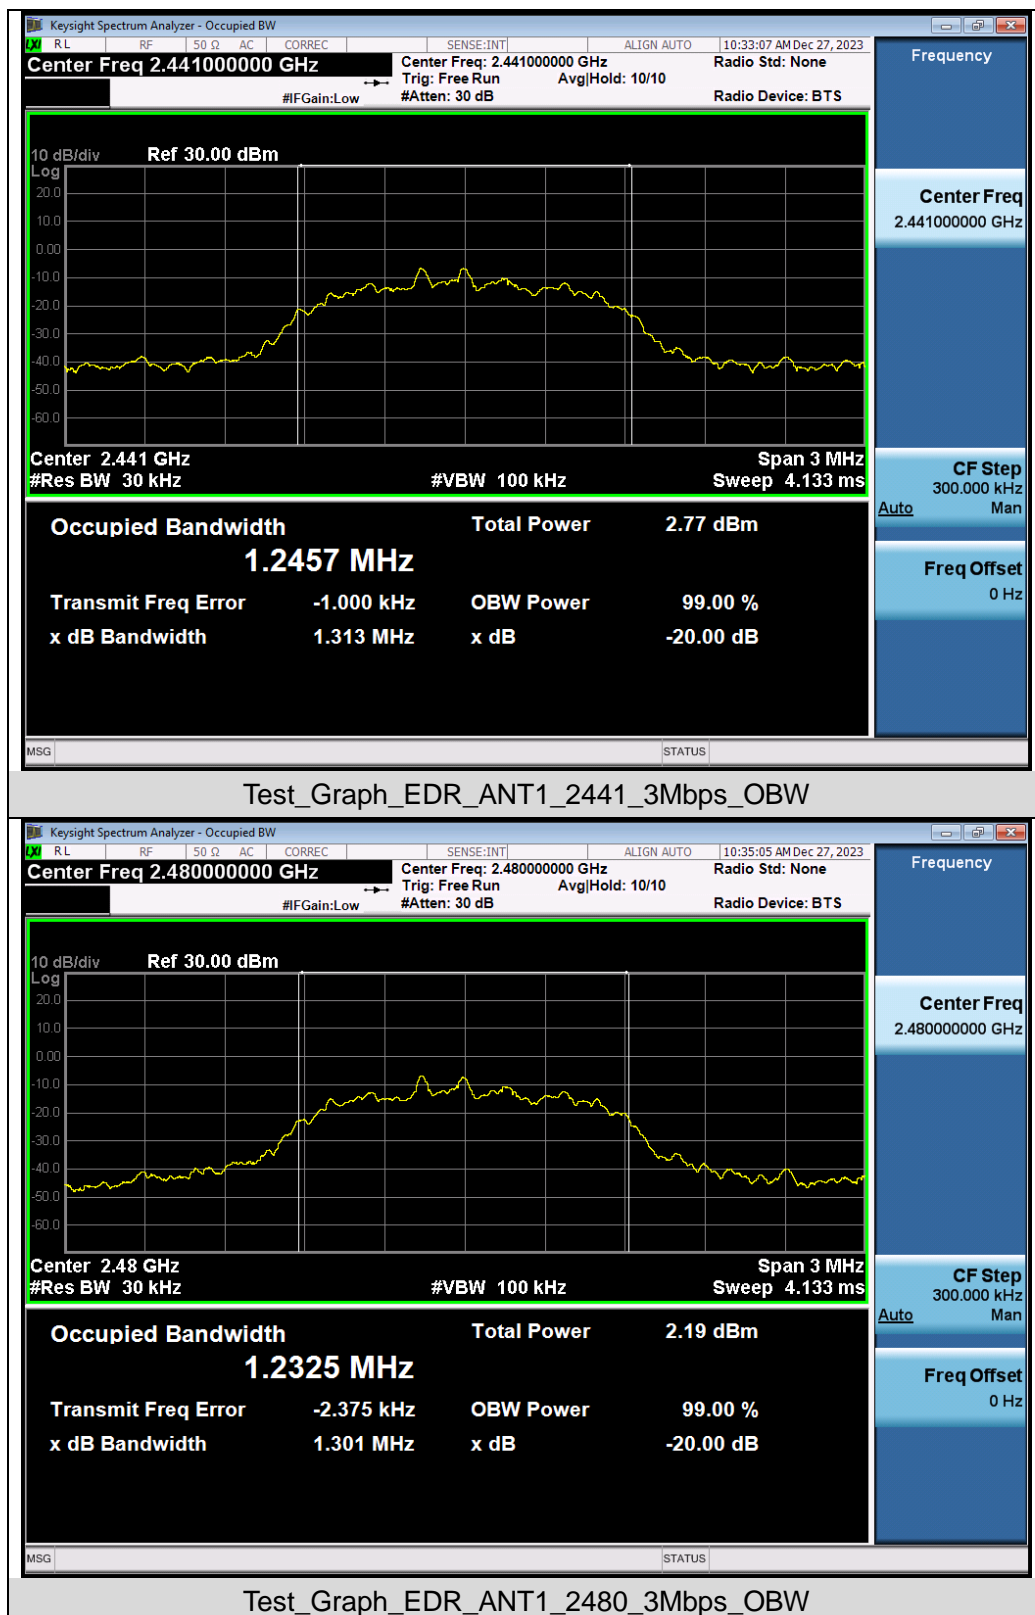 Keysight Spectrum Analyzer - Occupied BW
LXI RL RF 50 Ω AC CORREC SENSE:INT ALIGN AUTO 10:33:07 AM Dec 27, 2023
Center Freq 2.441000000 GHz Center Freq: 2.441000000 GHz Radio Std: None
Trig: Free Run Avg|Hold: 10/10
#IFGain:Low #Atten: 30 dB Radio Device: BTS
Frequency
10 dB/div Ref 30.00 dBm
Log
20.0
10.0
0.00
-10.0
-20.0
-30.0
-40.0
-50.0
-60.0
Center 2.441 GHz Span 3 MHz
#Res BW 30 kHz #VBW 100 kHz Sweep 4.133 ms
Center Freq
2.441000000 GHz
CF Step
300.000 kHz
Auto Man
Freq Offset
0 Hz
Occupied Bandwidth Total Power 2.77 dBm
1.2457 MHz
Transmit Freq Error -1.000 kHz OBW Power 99.00 %
x dB Bandwidth 1.313 MHz x dB -20.00 dB
MSG STATUS
Test_Graph_EDR_ANT1_2441_3Mbps_OBW
Keysight Spectrum Analyzer - Occupied BW
LXI RL RF 50 Ω AC CORREC SENSE:INT ALIGN AUTO 10:35:05 AM Dec 27, 2023
Center Freq 2.480000000 GHz Center Freq: 2.480000000 GHz Radio Std: None
Trig: Free Run Avg|Hold: 10/10
#IFGain:Low #Atten: 30 dB Radio Device: BTS
Frequency
10 dB/div Ref 30.00 dBm
Log
20.0
10.0
0.00
-10.0
-20.0
-30.0
-40.0
-50.0
-60.0
Center 2.48 GHz Span 3 MHz
#Res BW 30 kHz #VBW 100 kHz Sweep 4.133 ms
Center Freq
2.480000000 GHz
CF Step
300.000 kHz
Auto Man
Freq Offset
0 Hz
Occupied Bandwidth Total Power 2.19 dBm
1.2325 MHz
Transmit Freq Error -2.375 kHz OBW Power 99.00 %
x dB Bandwidth 1.301 MHz x dB -20.00 dB
MSG STATUS
Test_Graph_EDR_ANT1_2480_3Mbps_OBW